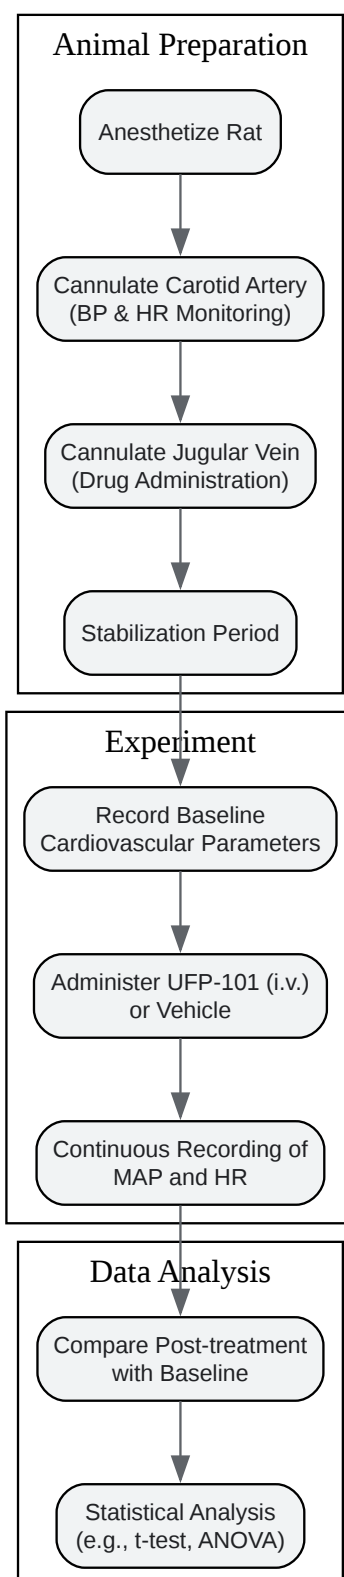 Animal Preparation
Anesthetize Rat
Cannulate Carotid Artery
(BP & HR Monitoring)
Cannulate Jugular Vein
(Drug Administration)
Stabilization Period
Experiment
Record Baseline
Cardiovascular Parameters
Administer UFP-101 (i.v.)
or Vehicle
Continuous Recording of
MAP and HR
Data Analysis
Compare Post-treatment
with Baseline
Statistical Analysis
(e.g., t-test, ANOVA)